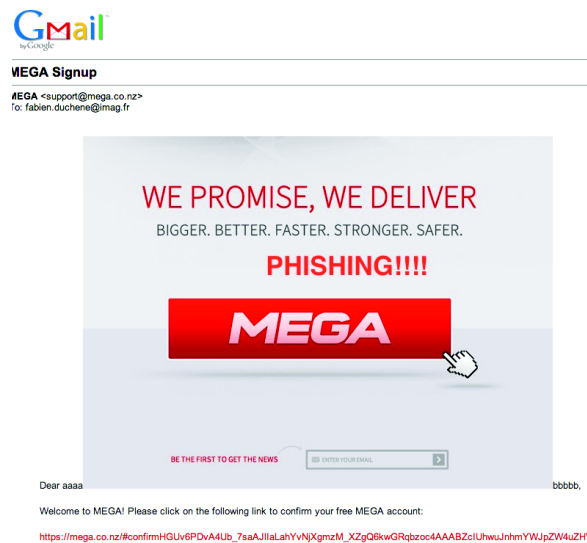 Gmail
by Google
MEGA Signup
MEGA <support@mega.co.nz>
To: fabien.duchene@imag.fr
WE PROMISE, WE DELIVER
BIGGER. BETTER. FASTER. STRONGER. SAFER.
PHISHING!!!!
MEGA
BE THE FIRST TO GET THE NEWS
ENTER YOUR EMAIL
Dear aaaa bbbbb,
Welcome to MEGA! Please click on the following link to confirm your free MEGA account:
https://mega.co.nz/#confirmHGUv6PDvA4Ub_7saAJIlaLahYvNjXgmzM_XZgQ6kwGRqbzoc4AAABZcIUhwuJnhmYWJpZW4uZH